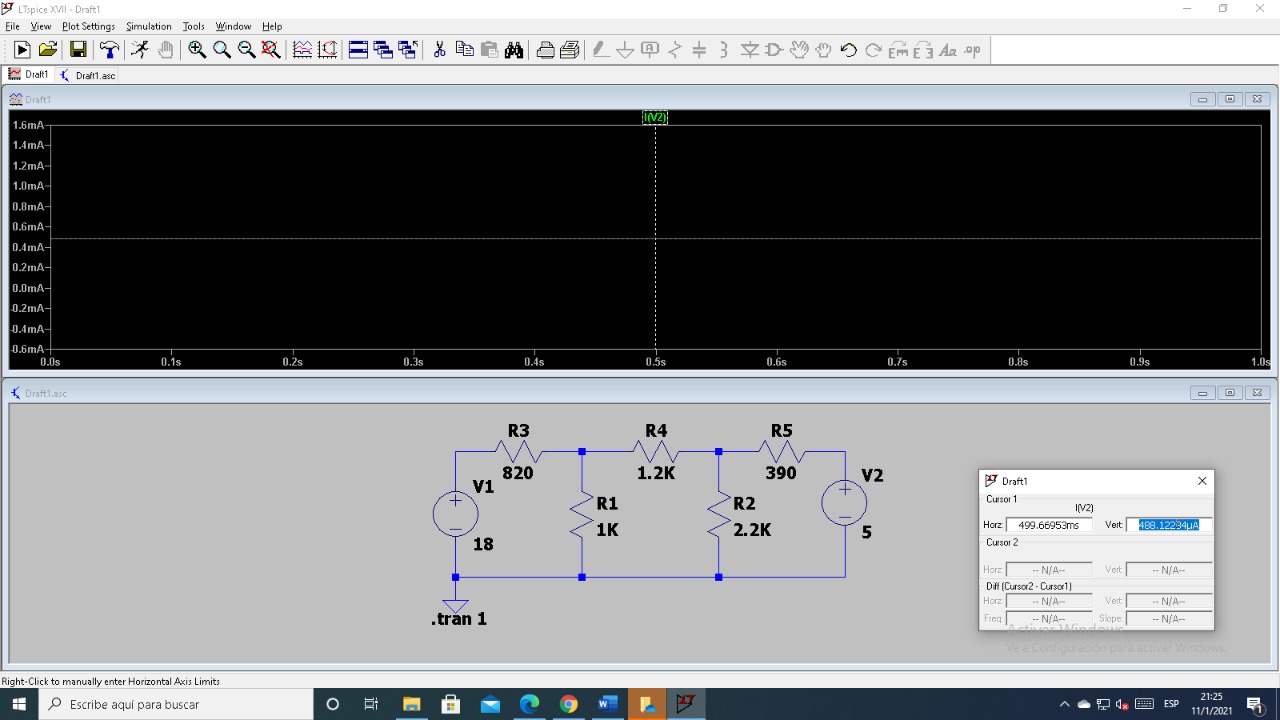 LTspice XVII - Draft1
File View Plot Settings Simulation Tools Window Help
Draft1 Draft1.asc
Draft1
I(V2)
1.6mA
1.4mA
1.2mA
1.0mA
0.8mA
0.6mA
0.4mA
0.2mA
0.0mA
-0.2mA
-0.4mA
-0.6mA
0.0s 0.1s 0.2s 0.3s 0.4s 0.5s 0.6s 0.7s 0.8s 0.9s 1.0s
Draft1.asc
R3 R4 R5
820 1.2K 390
V1 V2
R1 R2
1K 2.2K 5
18
.tran 1
Draft1
Cursor 1
I(V2)
Horz: 499.66953ms Vert: 488.12294µA
Cursor 2
Horz: -- N/A-- Vert: -- N/A--
Diff (Cursor2 - Cursor1)
Horz: -- N/A-- Vert: -- N/A--
Freq: -- N/A-- Slope: -- N/A--
Activar Windows
Ve a Configuración para activar Windows.
Right-Click to manually enter Horizontal Axis Limits
Escribe aquí para buscar
ESP
21:25
11/1/2021